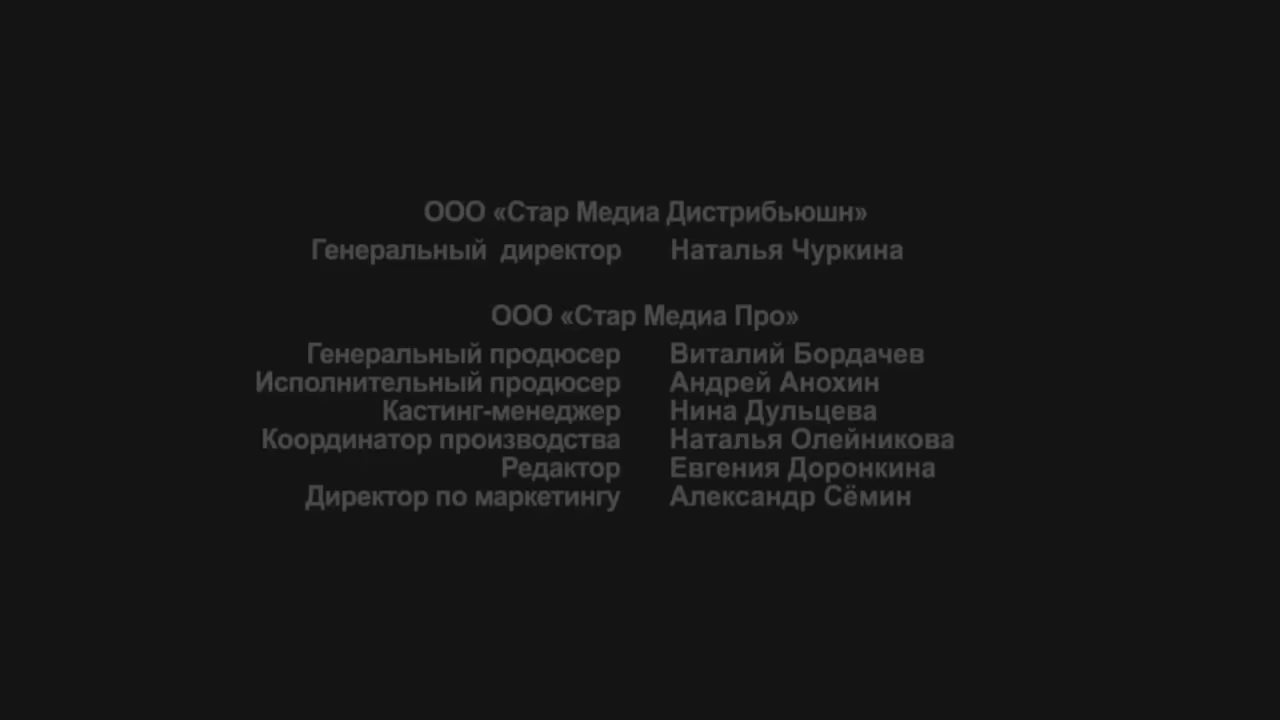 ООО «Стар Медиа Дистрибьюшн»
Генеральный директор Наталья Чуркина
ООО «Стар Медиа Про»
Генеральный продюсер Виталий Бордачев
Исполнительный продюсер Андрей Анохин
Кастинг-менеджер Нина Дульцева
Координатор производства Наталья Олейникова
Редактор Евгения Доронкина
Директор по маркетингу Александр Сёмин